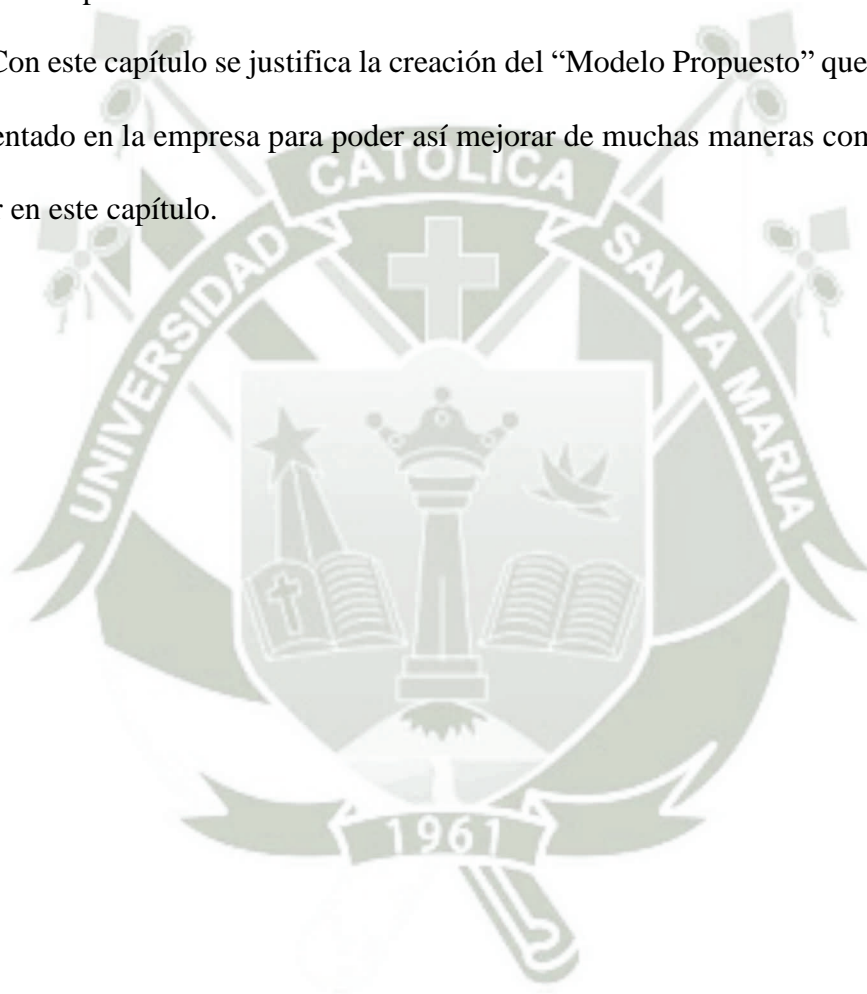 Con este capítulo se justifica la creación del “Modelo Propuesto” que
entado en la empresa para poder así mejorar de muchas maneras con
r en este capítulo.
UNIVERSIDAD CATOLICA SANTA MARIA
1961